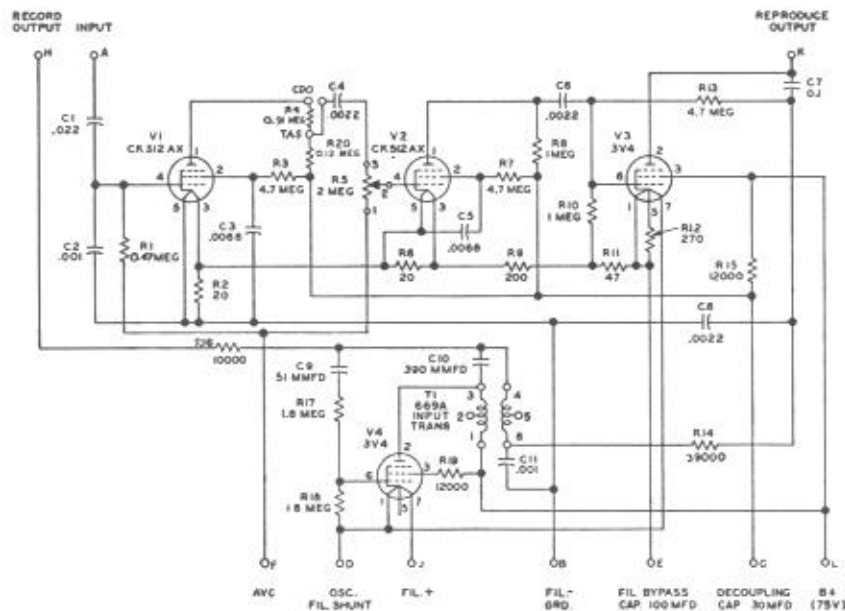 RECORD OUTPUT
INPUT
REPRODUCE OUTPUT
H
A
K
C1
.022
V1
CK512AX
CDO
R4
0.91 MEG
TAS
R20
0.12 MEG
C4
.0022
C6
.0022
R13
4.7 MEG
C7
0.1
V2
CK512AX
R8
1 MEG
V3
3V4
R3
4.7 MEG
R5
2 MEG
R7
4.7 MEG
R10
1 MEG
R12
270
C2
.001
R1
0.47MEG
C3
.0068
C5
.0068
R2
20
R6
20
R9
200
R11
47
R15
12000
C8
.0022
R16
10000
C9
51 MMFD
C10
390 MMFD
R17
1.8 MEG
T1
669A
INPUT
TRANS
V4
3V4
R14
39000
C11
.001
R19
12000
R18
1.8 MEG
F
D
J
B
E
G
L
AVC
OSC.
FIL. SHUNT
FIL.+
FIL-
GRD.
FIL BYPASS
CAP. 100 MFD
DECOUPLING
CAP 30 MFD
B+
(75V)